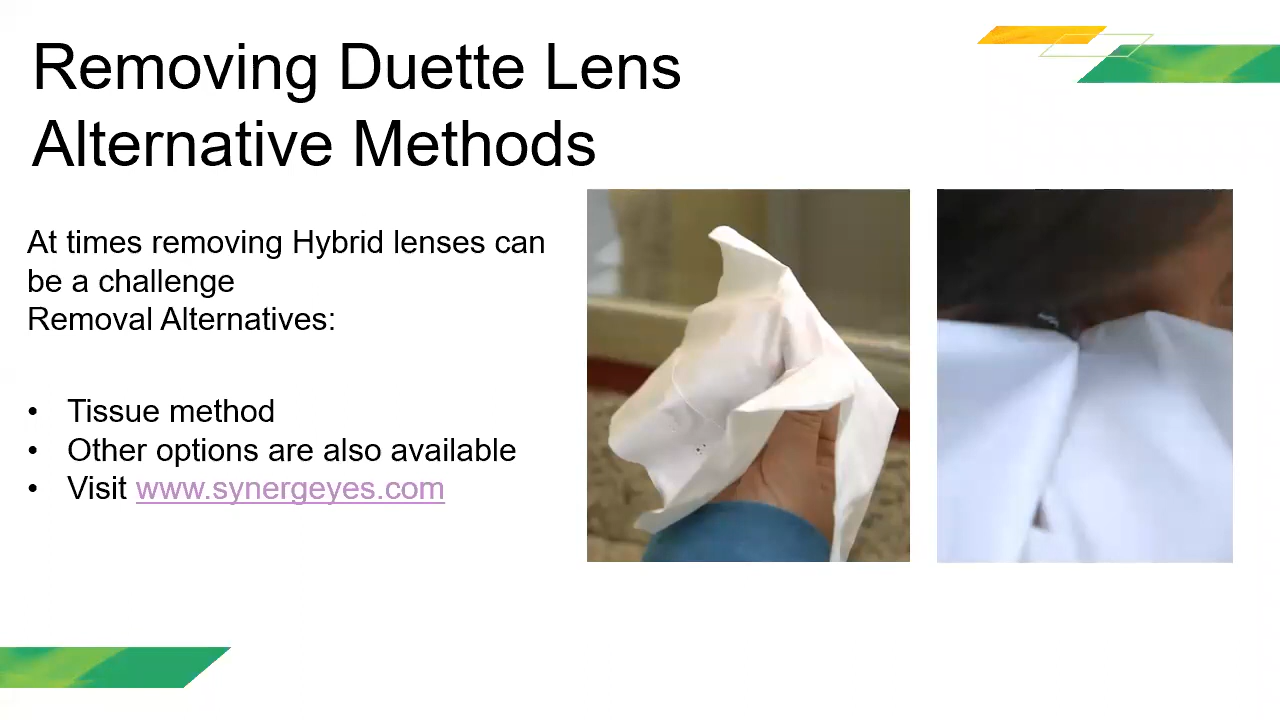 Removing Duette Lens
Alternative Methods
At times removing Hybrid lenses can
be a challenge
Removal Alternatives:
• Tissue method
• Other options are also available
• Visit www.synergeyes.com